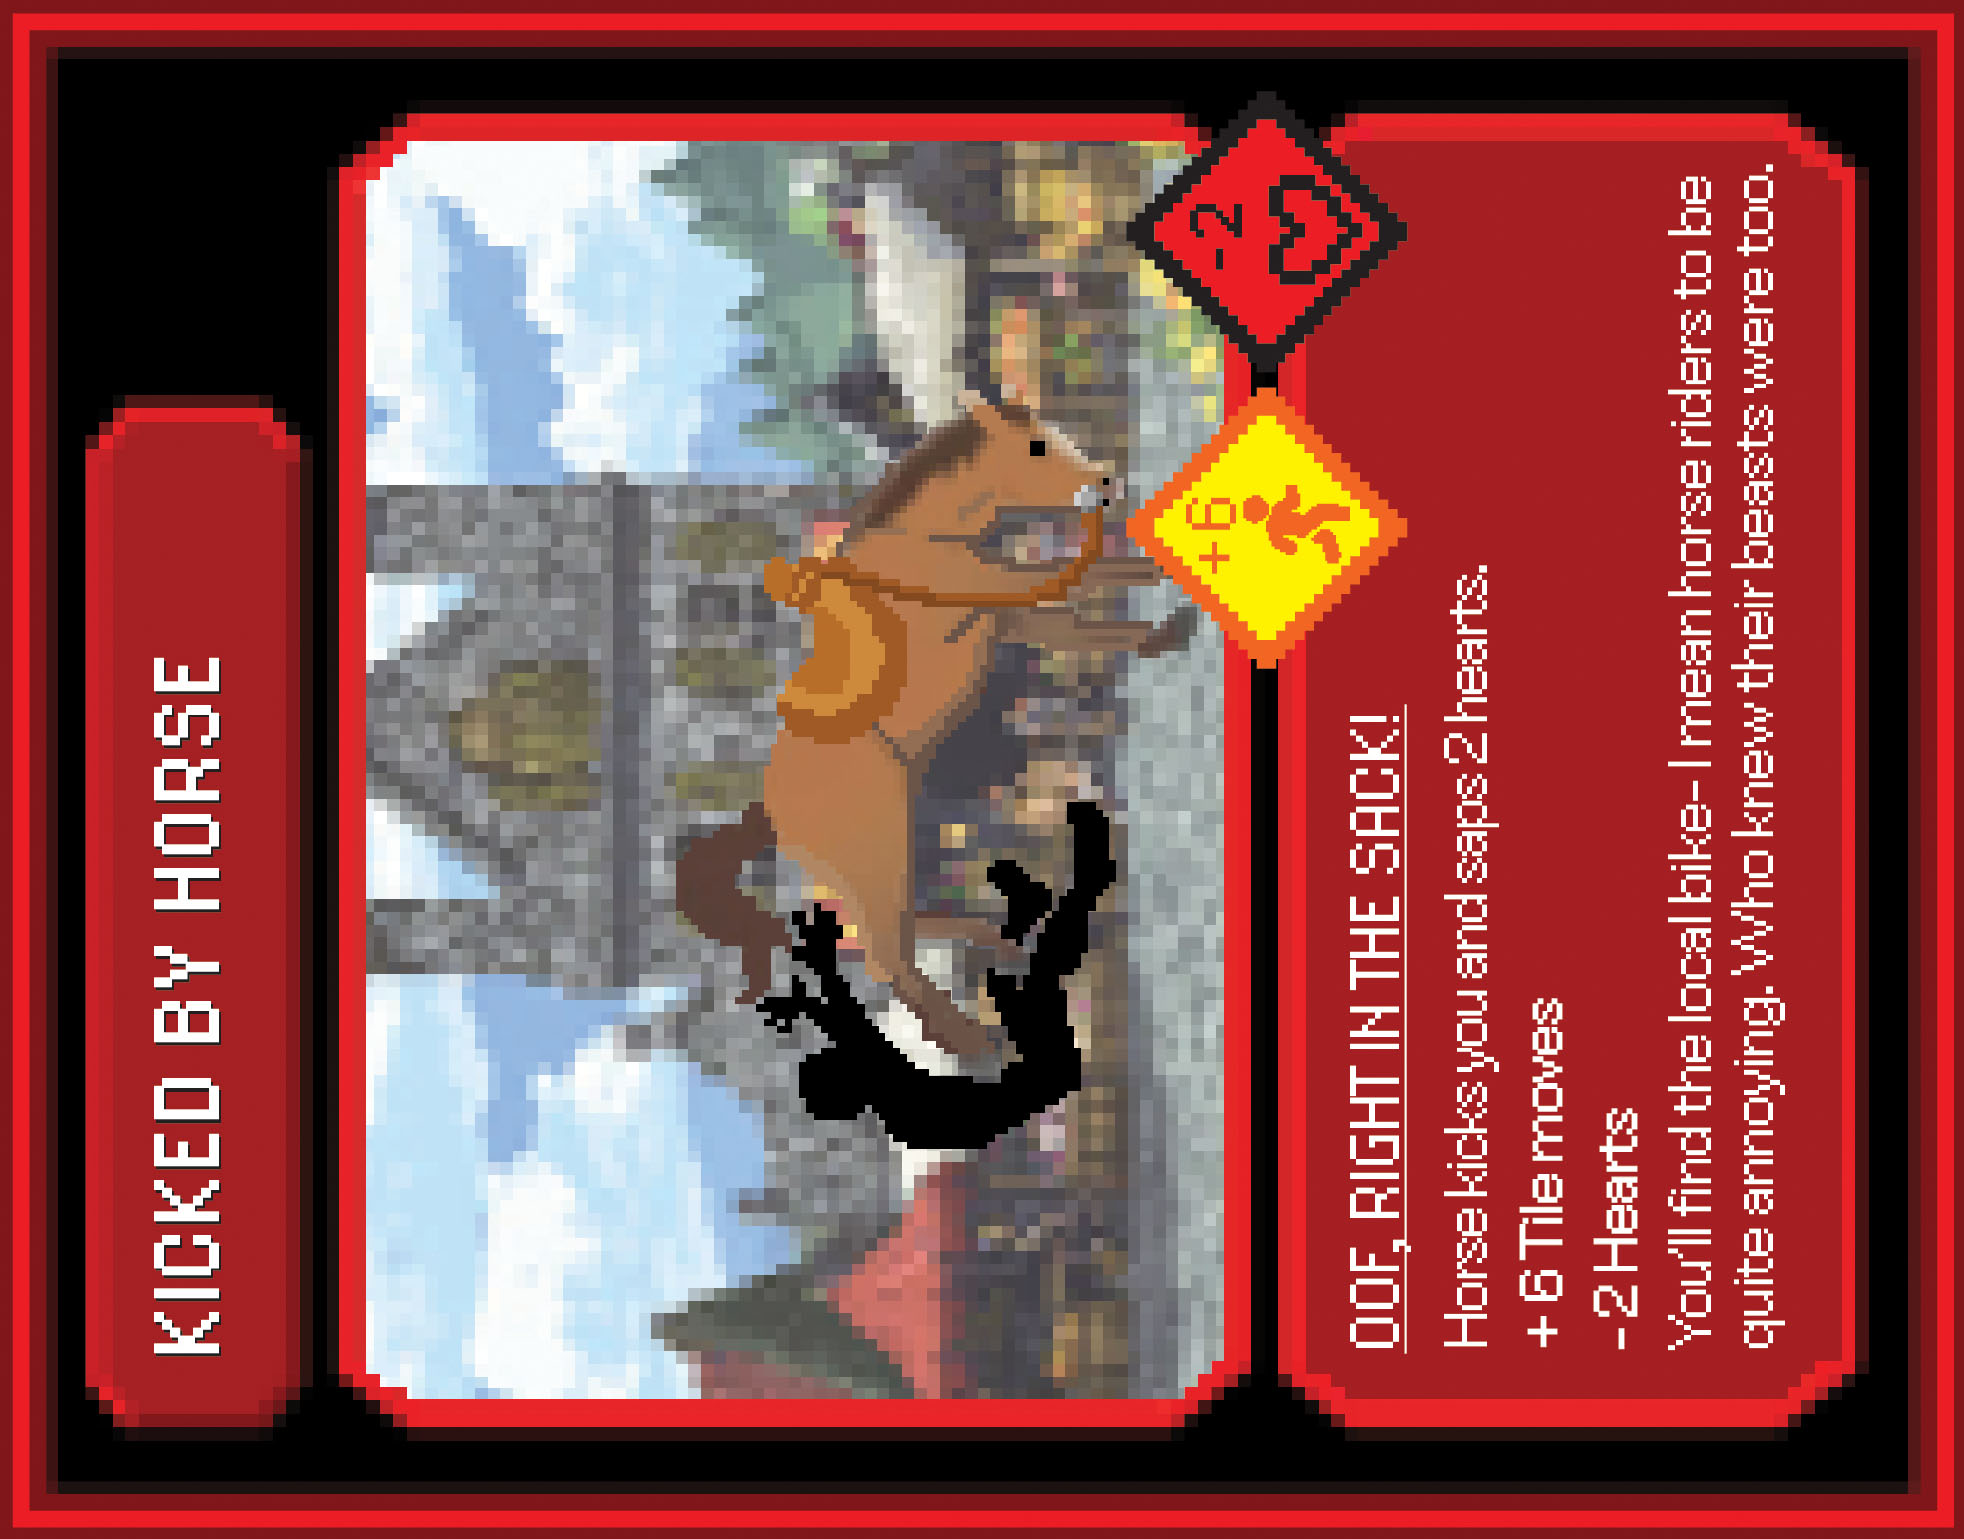 KICKED BY HORSE
+6
-2
OOF, RIGHT IN THE SACK!
Horse kicks you and saps 2 hearts.
+ 6 Tile moves
- 2 Hearts
You'll find the local bike- I mean horse riders to be
quite annoying. Who knew their beasts were too.